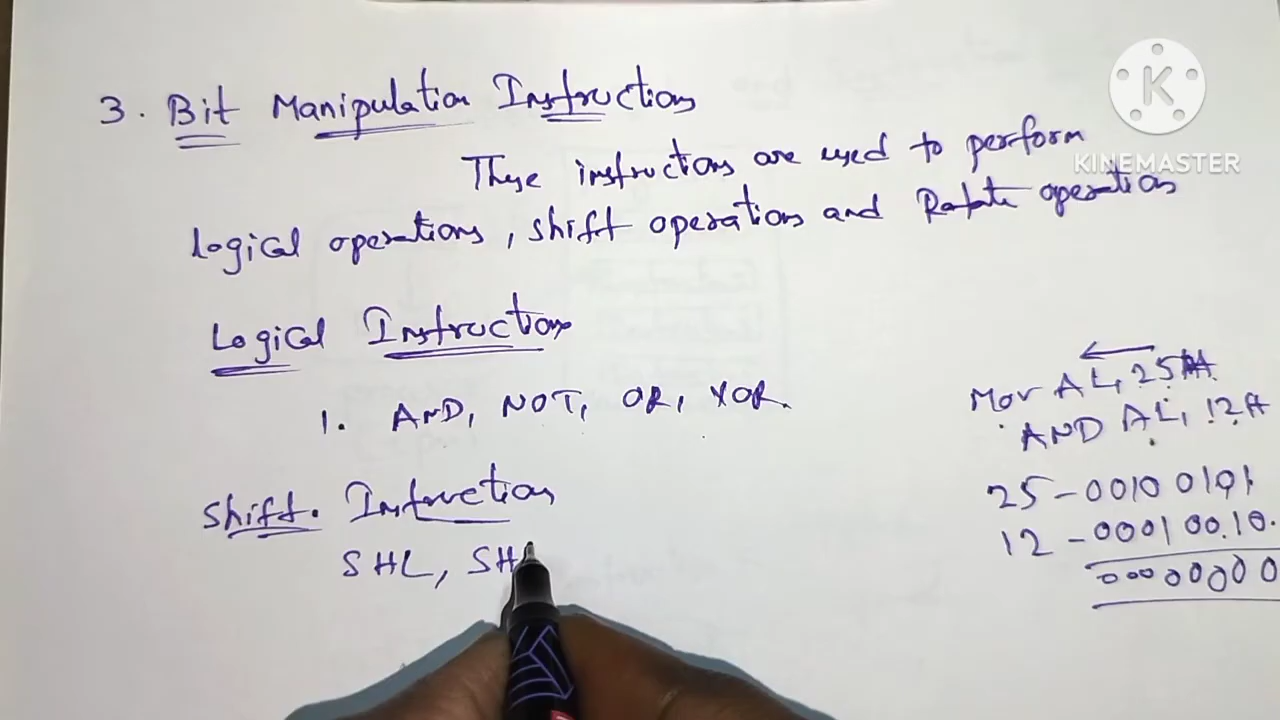 3. Bit Manipulation Instructions
These instructions are used to perform
logical operations, shift operations and Rotate operations
Logical Instructions
1. AND, NOT, OR, XOR.
Shift. Instructions
SHL, SH
Mov AL, 25H
AND AL, 12H
25 - 0010 0101
12 - 0001 0010.
0000 0000
K
KINEMASTER